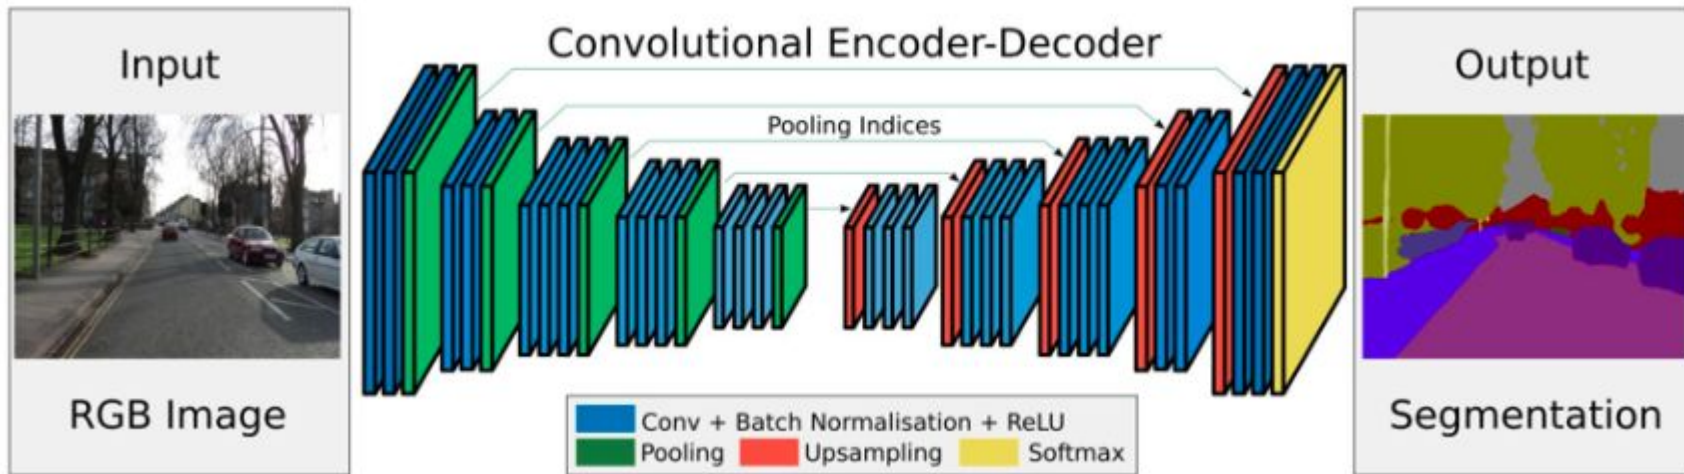 Input
RGB Image
Convolutional Encoder-Decoder
Pooling Indices
Conv + Batch Normalisation + ReLU
Pooling Upsampling Softmax
Output
Segmentation